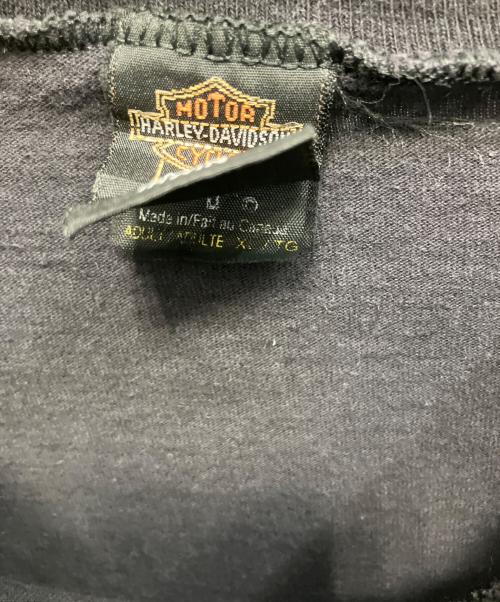 MOTOR
HARLEY-DAVIDSON
Made in/Fait au Canada
ADULT / ADULTE XL / TG